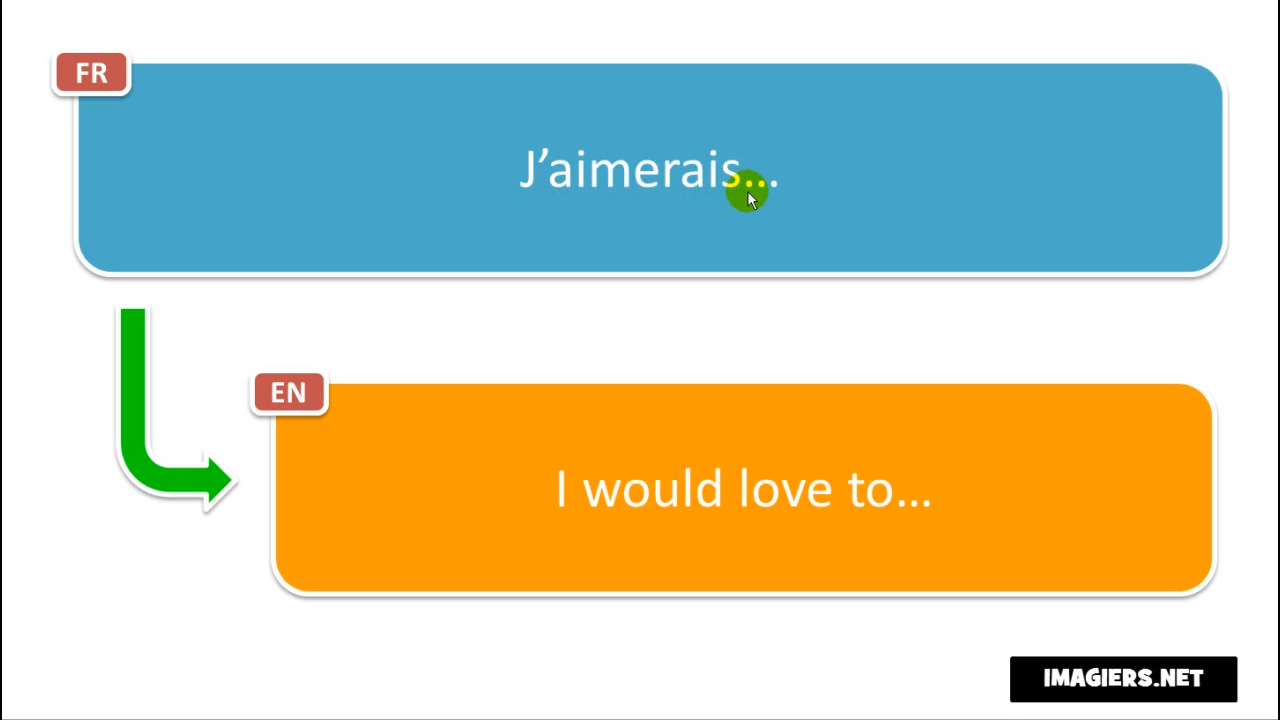 FR
J’aimerais...
EN
I would love to...
IMAGIERS.NET